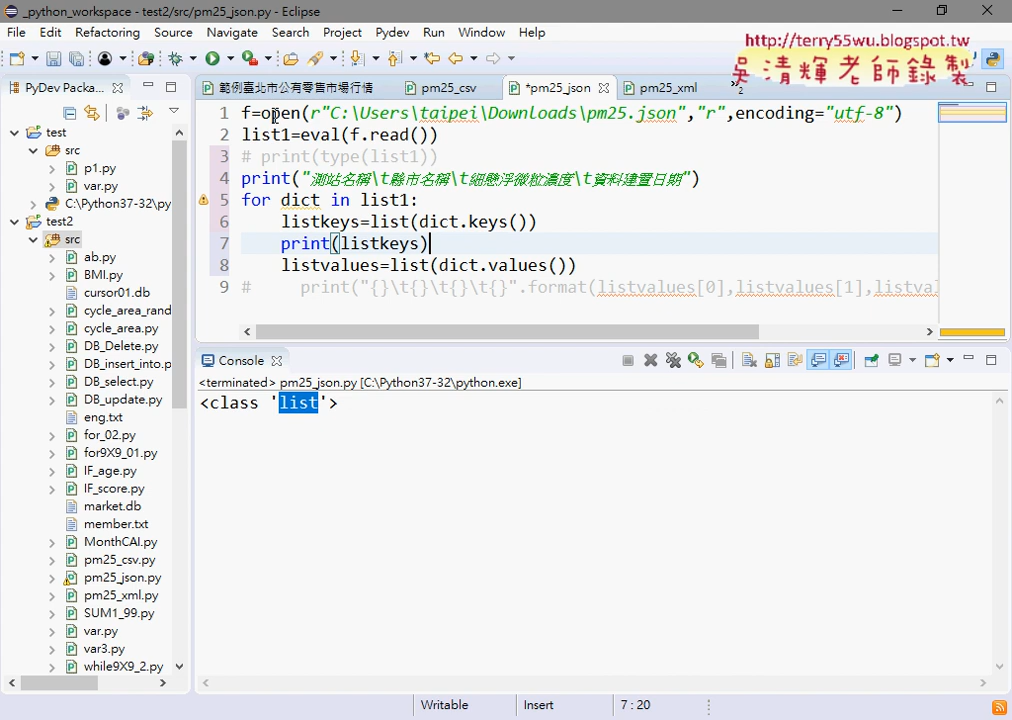 _python_workspace - test2/src/pm25_json.py - Eclipse
File Edit Refactoring Source Navigate Search Project Pydev Run Window Help
http://terry55wu.blogspot.tw
吳清輝老師錄製
PyDev Packa...
範例臺北市公有零售市場行情 pm25_csv *pm25_json pm25_xml »2
test
src
p1.py
var.py
C:\Python37-32\py
test2
src
ab.py
BMI.py
cursor01.db
cycle_area_rand
cycle_area.py
DB_Delete.py
DB_insert_into.p
DB_select.py
DB_update.py
eng.txt
for_02.py
for9X9_01.py
IF_age.py
IF_score.py
market.db
member.txt
MonthCAI.py
pm25_csv.py
pm25_json.py
pm25_xml.py
SUM1_99.py
var.py
var3.py
while9X9_2.py
1 f=open(r"C:\Users\taipei\Downloads\pm25.json","r",encoding="utf-8")
2 list1=eval(f.read())
3 # print(type(list1))
4 print("測站名稱\t縣市名稱\t細懸浮微粒濃度\t資料建置日期")
5 for dict in list1:
6 listkeys=list(dict.keys())
7 print(listkeys)
8 listvalues=list(dict.values())
9 # print("{}\t{}\t{}\t{}".format(listvalues[0],listvalues[1],listval
Console
<terminated> pm25_json.py [C:\Python37-32\python.exe]
<class 'list'>
Writable Insert 7 : 20